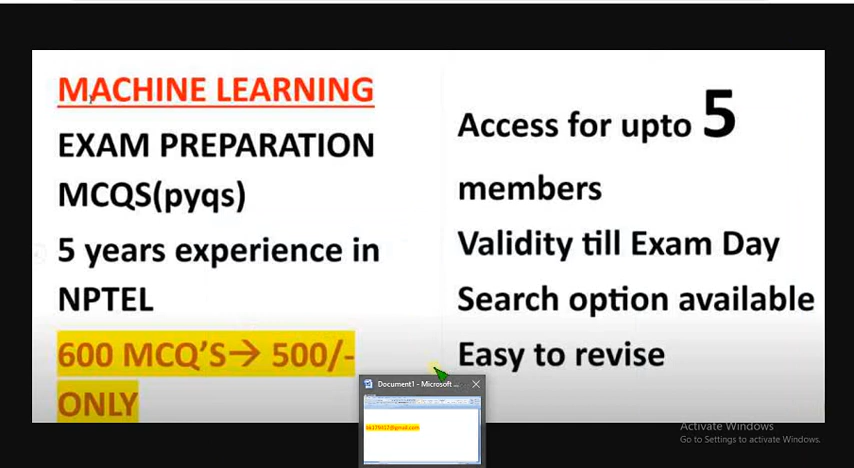 MACHINE LEARNING
EXAM PREPARATION
MCQS(pyqs)
5 years experience in
NPTEL
600 MCQ'S→ 500/-
ONLY
Access for upto 5
members
Validity till Exam Day
Search option available
Easy to revise
Document1 - Microsoft ...
Activate Windows
Go to Settings to activate Windows.